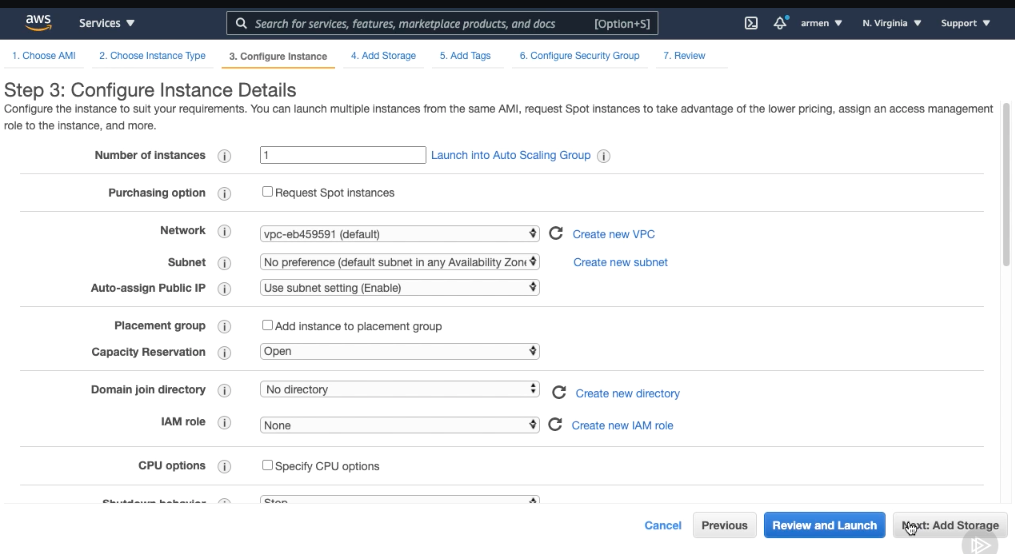 aws Services Search for services, features, marketplace products, and docs [Option+S] armen N. Virginia Support
1. Choose AMI 2. Choose Instance Type 3. Configure Instance 4. Add Storage 5. Add Tags 6. Configure Security Group 7. Review
Step 3: Configure Instance Details
Configure the instance to suit your requirements. You can launch multiple instances from the same AMI, request Spot instances to take advantage of the lower pricing, assign an access management
role to the instance, and more.
Number of instances 1 Launch into Auto Scaling Group
Purchasing option Request Spot instances
Network vpc-eb459591 (default) Create new VPC
Subnet No preference (default subnet in any Availability Zone Create new subnet
Auto-assign Public IP Use subnet setting (Enable)
Placement group Add instance to placement group
Capacity Reservation Open
Domain join directory No directory Create new directory
IAM role None Create new IAM role
CPU options Specify CPU options
Shutdown behavior Stop
Cancel Previous Review and Launch Next: Add Storage